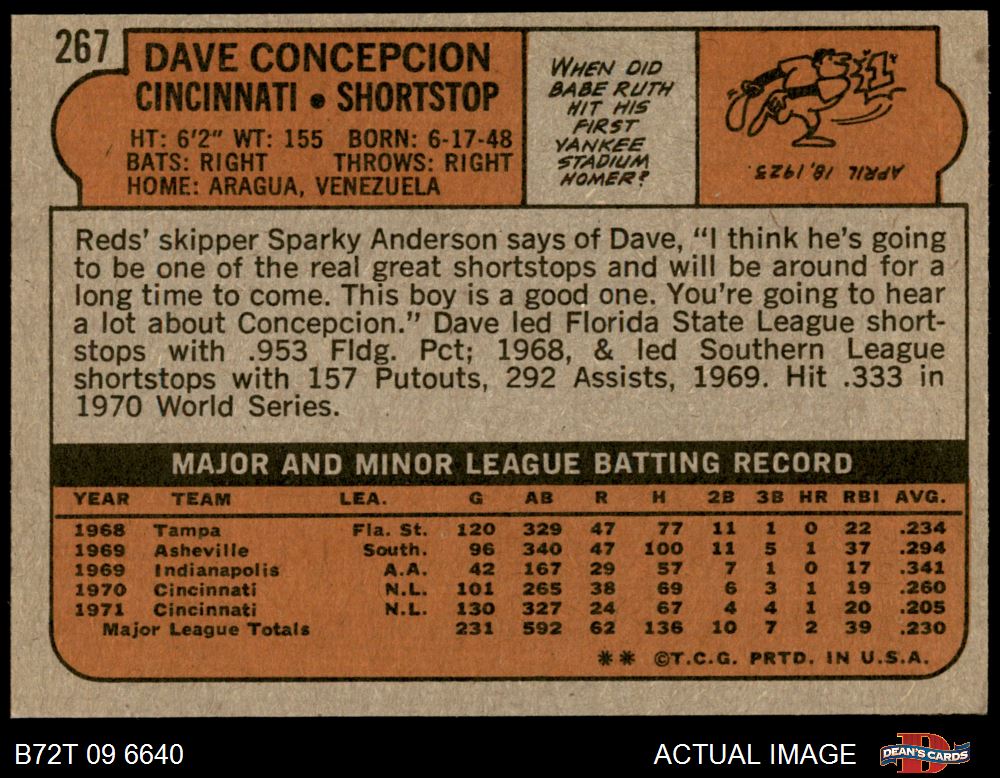 267
DAVE CONCEPCION
CINCINNATI • SHORTSTOP
HT: 6'2" WT: 155 BORN: 6-17-48
BATS: RIGHT THROWS: RIGHT
HOME: ARAGUA, VENEZUELA
WHEN DID
BABE RUTH
HIT HIS
FIRST
YANKEE
STADIUM
HOMER?
1
APRIL 18, 1923.
Reds' skipper Sparky Anderson says of Dave, "I think he's going
to be one of the real great shortstops and will be around for a
long time to come. This boy is a good one. You're going to hear
a lot about Concepcion." Dave led Florida State League short-
stops with .953 Fldg. Pct; 1968, & led Southern League
shortstops with 157 Putouts, 292 Assists, 1969. Hit .333 in
1970 World Series.
MAJOR AND MINOR LEAGUE BATTING RECORD
YEAR TEAM LEA. G AB R H 2B 3B HR RBI AVG.
1968 Tampa Fla. St. 120 329 47 77 11 1 0 22 .234
1969 Asheville South. 96 340 47 100 11 5 1 37 .294
1969 Indianapolis A.A. 42 167 29 57 7 1 0 17 .341
1970 Cincinnati N.L. 101 265 38 69 6 3 1 19 .260
1971 Cincinnati N.L. 130 327 24 67 4 4 1 20 .205
Major League Totals 231 592 62 136 10 7 2 39 .230
** ©T.C.G. PRTD. IN U.S.A.
B72T 09 6640
ACTUAL IMAGE
DEAN'S CARDS